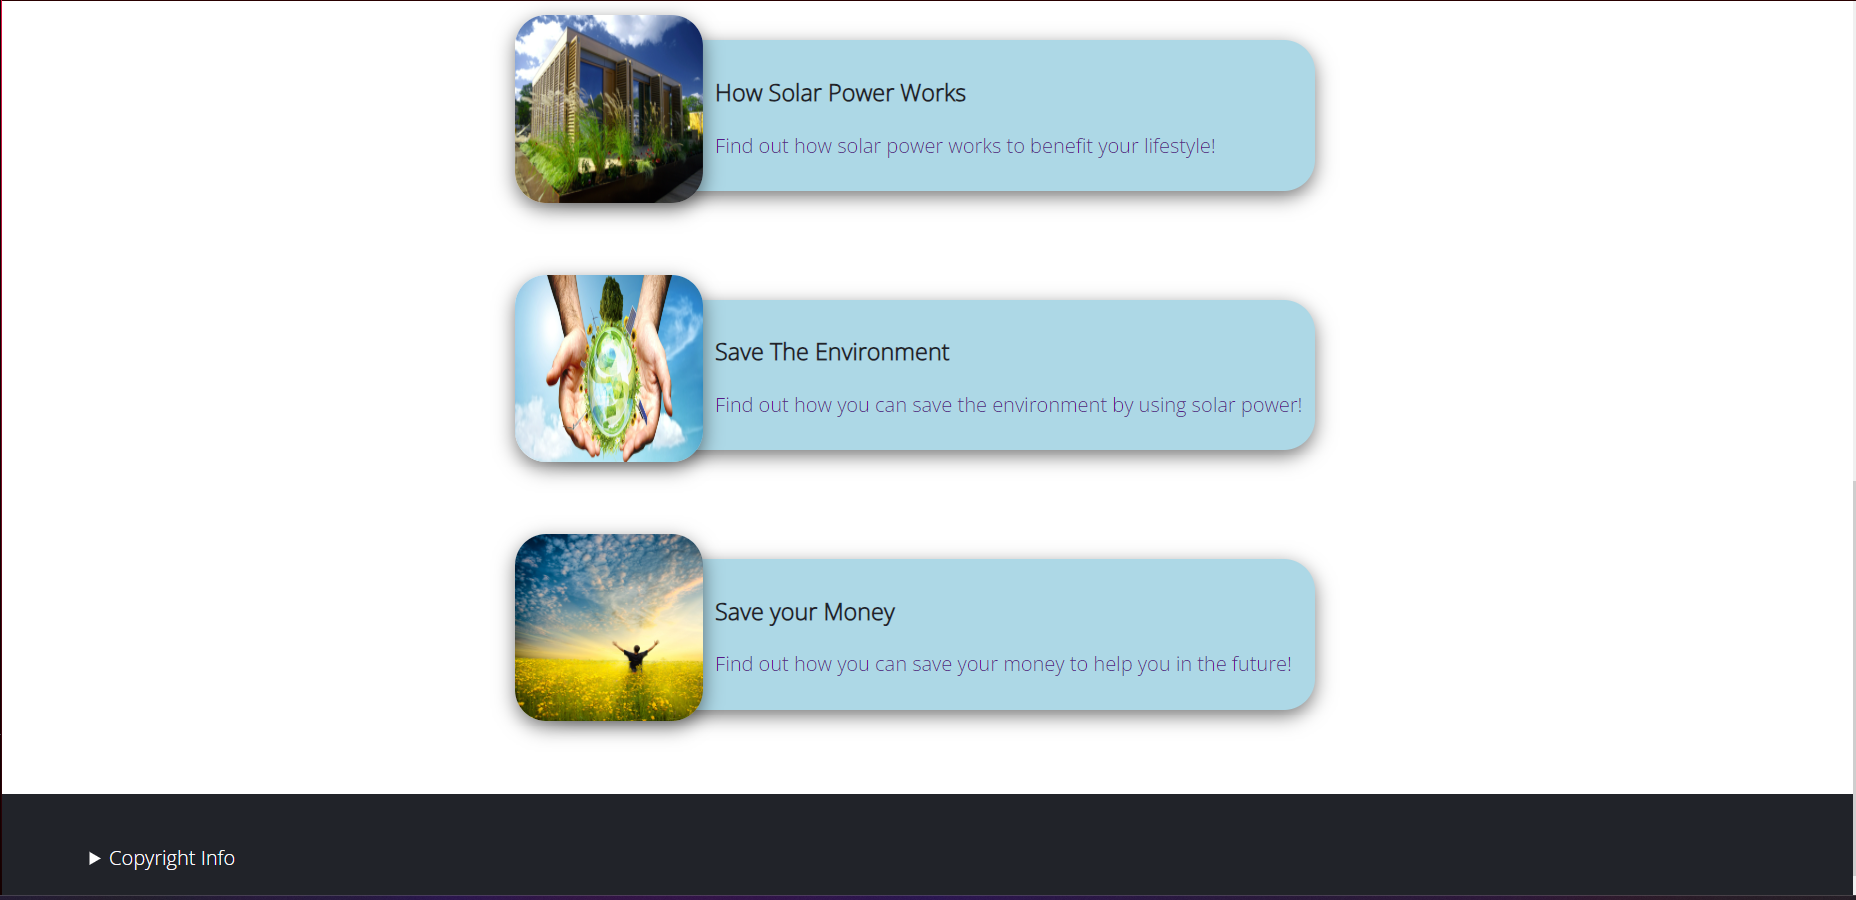 How Solar Power Works
Find out how solar power works to benefit your lifestyle!
Save The Environment
Find out how you can save the environment by using solar power!
Save your Money
Find out how you can save your money to help you in the future!
Copyright Info